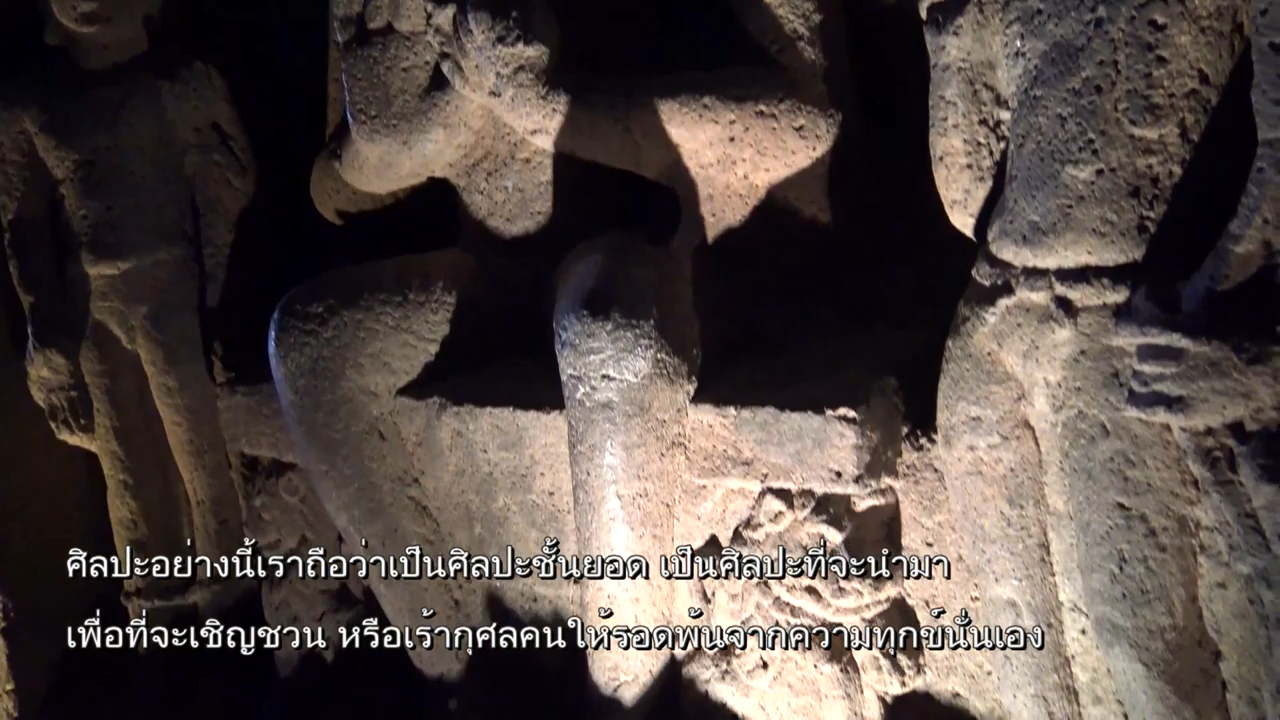 ศิลปะอย่างนี้เราถือว่าเป็นศิลปะชั้นยอด เป็นศิลปะที่จะนำมา
เพื่อที่จะเชิญชวน หรือเร้ากุศลคนให้รอดพ้นจากความทุกข์นั่นเอง